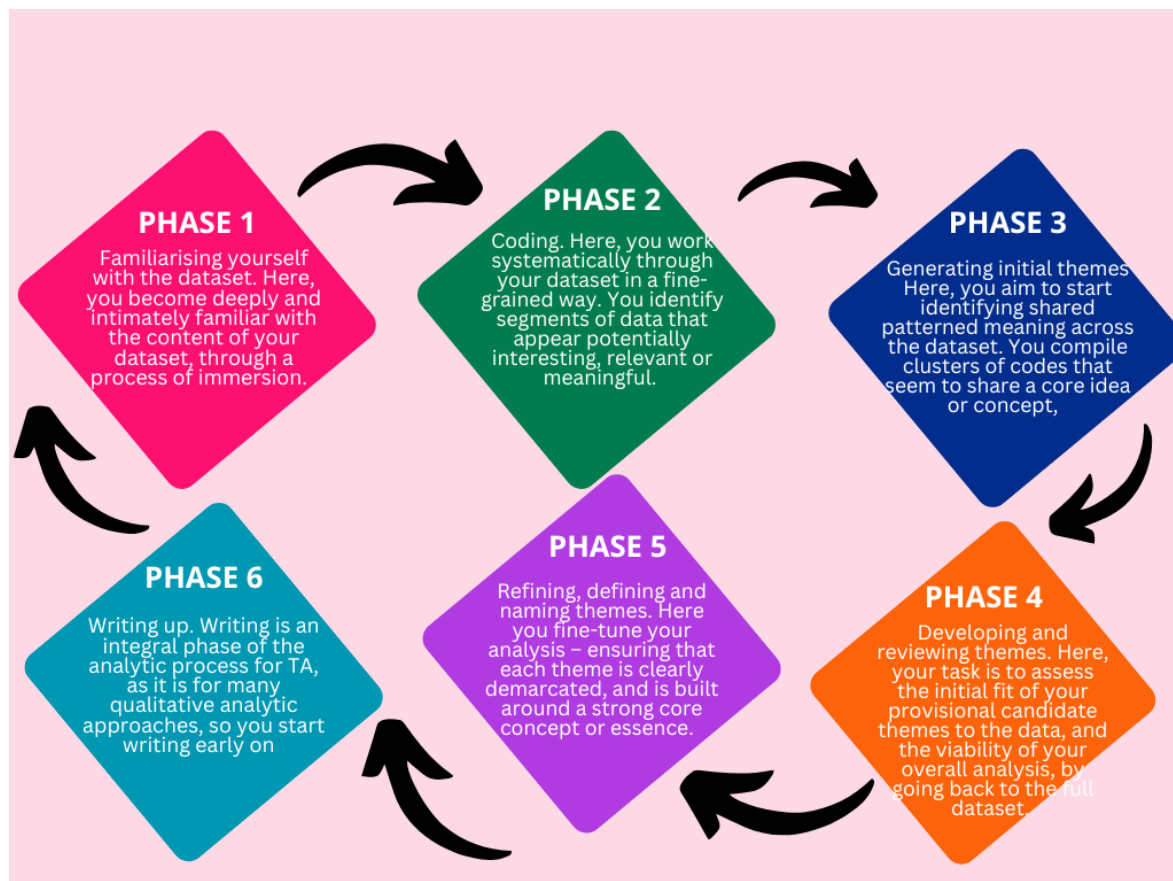 PHASE 1
Familiarising yourself
with the dataset. Here,
you become deeply and
intimately familiar with
the content of your
dataset, through a
process of immersion.
PHASE 2
Coding. Here, you work
systematically through
your dataset in a fine-
grained way. You identify
segments of data that
appear potentially
interesting, relevant or
meaningful.
PHASE 3
Generating initial themes
Here, you aim to start
identifying shared
patterned meaning across
the dataset. You compile
clusters of codes that
seem to share a core idea
or concept,
PHASE 4
Developing and
reviewing themes. Here,
your task is to assess
the initial fit of your
provisional candidate
themes to the data, and
the viability of your
overall analysis, by
going back to the full
dataset.
PHASE 5
Refining, defining and
naming themes. Here
you fine-tune your
analysis – ensuring that
each theme is clearly
demarcated, and is built
around a strong core
concept or essence.
PHASE 6
Writing up. Writing is an
integral phase of the
analytic process for TA,
as it is for many
qualitative analytic
approaches, so you start
writing early on